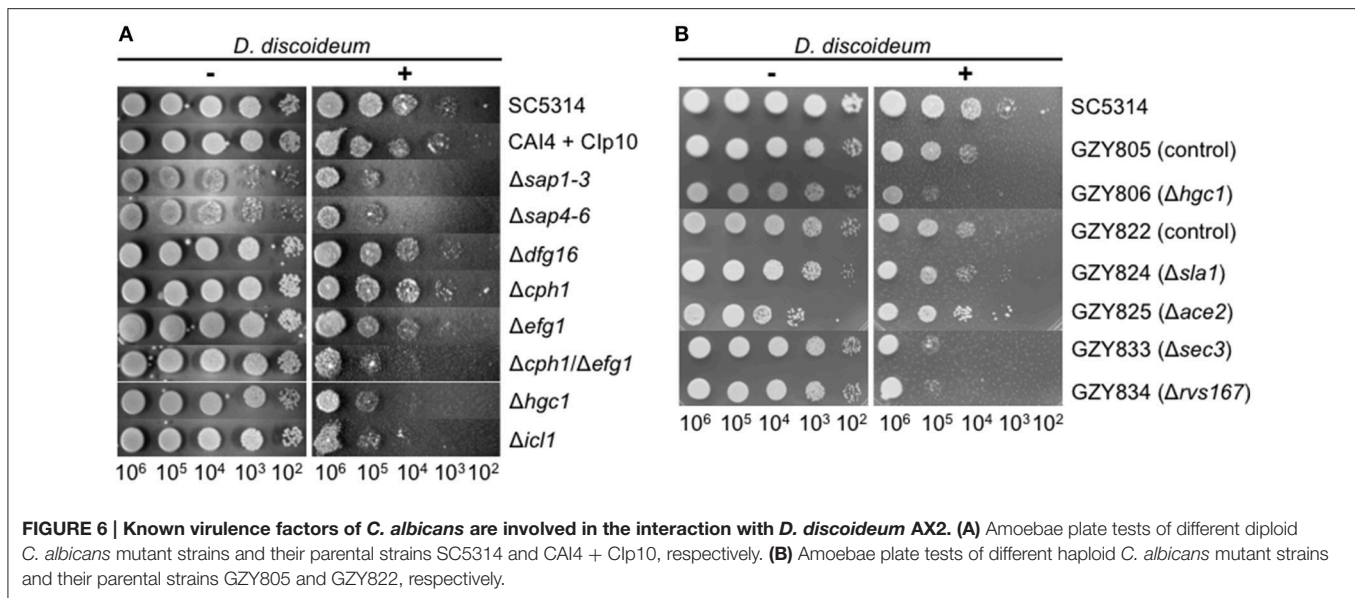 A
D. discoideum
- +
SC5314
CAI4 + Clp10
Δsap1-3
Δsap4-6
Δdfg16
Δcph1
Δefg1
Δcph1/Δefg1
Δhgc1
Δicl1
10⁶ 10⁵ 10⁴ 10³ 10² 10⁶ 10⁵ 10⁴ 10³ 10²
B
D. discoideum
- +
SC5314
GZY805 (control)
GZY806 (Δhgc1)
GZY822 (control)
GZY824 (Δsla1)
GZY825 (Δace2)
GZY833 (Δsec3)
GZY834 (Δrvs167)
10⁶ 10⁵ 10⁴ 10³ 10² 10⁶ 10⁵ 10⁴ 10³ 10²
FIGURE 6 | Known virulence factors of C. albicans are involved in the interaction with D. discoideum AX2. (A) Amoebae plate tests of different diploid
C. albicans mutant strains and their parental strains SC5314 and CAI4 + Clp10, respectively. (B) Amoebae plate tests of different haploid C. albicans mutant strains
and their parental strains GZY805 and GZY822, respectively.